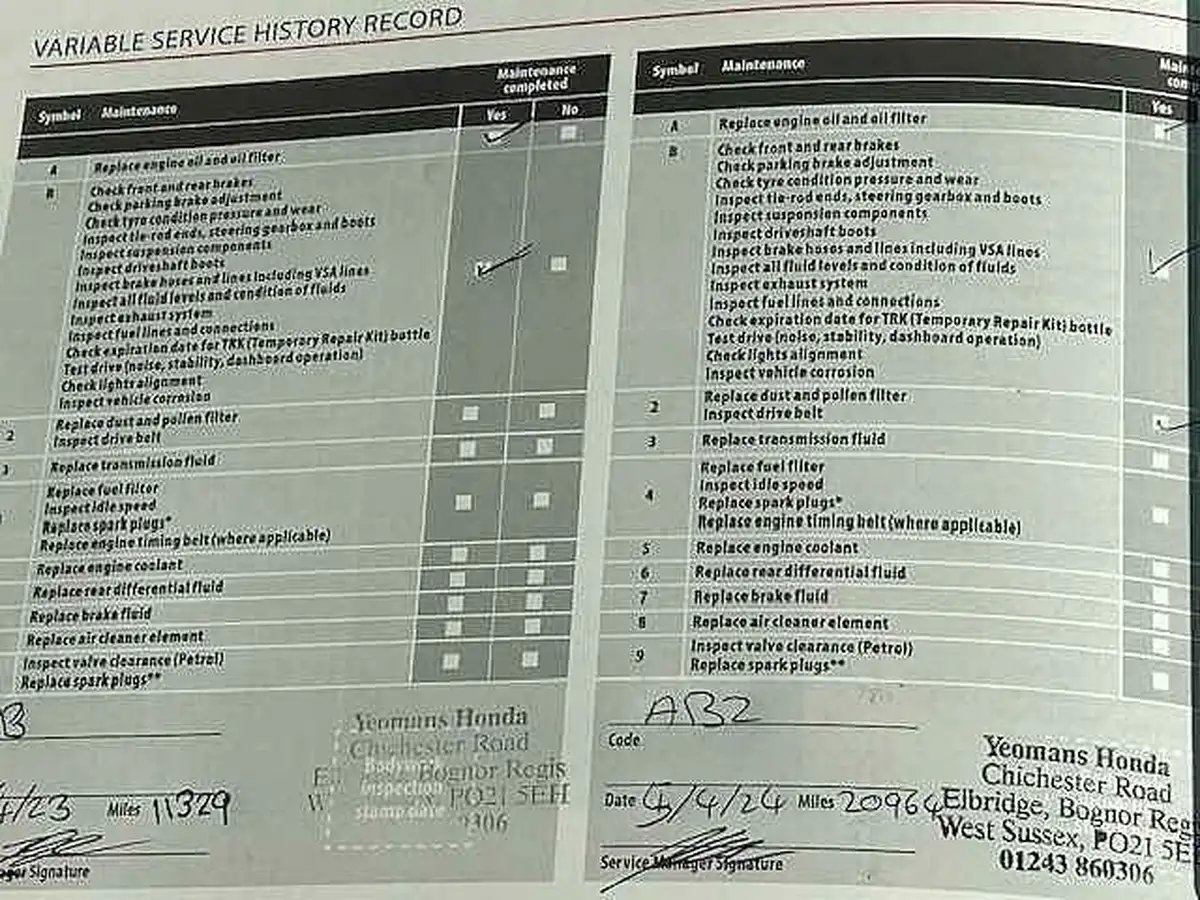 VARIABLE SERVICE HISTORY RECORD
Symbol Maintenance Maintenance completed
Yes No
A Replace engine oil and oil filter
B Check front and rear brakes
Check parking brake adjustment
Check tyre condition pressure and wear
Inspect tie-rod ends, steering gearbox and boots
Inspect suspension components
Inspect driveshaft boots
Inspect brake hoses and lines including VSA lines
Inspect all fluid levels and condition of fluids
Inspect exhaust system
Inspect fuel lines and connections
Check expiration date for TRK (Temporary Repair Kit) bottle
Test drive (noise, stability, dashboard operation)
Check lights alignment
Inspect vehicle corrosion
2 Replace dust and pollen filter
Inspect drive belt
3 Replace transmission fluid
Replace fuel filter
Inspect idle speed
Replace spark plugs*
Replace engine timing belt (where applicable)
Replace engine coolant
Replace rear differential fluid
Replace brake fluid
Replace air cleaner element
Inspect valve clearance (Petrol)
Replace spark plugs**
B
4/23 Miles 11329
Signature
Yeomans Honda
Chichester Road
Bognor Regis
PO21 5EH
Bodywork
inspection
stamp/date
Symbol Maintenance
Yes
A Replace engine oil and oil filter
B Check front and rear brakes
Check parking brake adjustment
Check tyre condition pressure and wear
Inspect tie-rod ends, steering gearbox and boots
Inspect suspension components
Inspect driveshaft boots
Inspect brake hoses and lines including VSA lines
Inspect all fluid levels and condition of fluids
Inspect exhaust system
Inspect fuel lines and connections
Check expiration date for TRK (Temporary Repair Kit) bottle
Test drive (noise, stability, dashboard operation)
Check lights alignment
Inspect vehicle corrosion
2 Replace dust and pollen filter
Inspect drive belt
3 Replace transmission fluid
4 Replace fuel filter
Inspect idle speed
Replace spark plugs*
Replace engine timing belt (where applicable)
5 Replace engine coolant
6 Replace rear differential fluid
7 Replace brake fluid
8 Replace air cleaner element
9 Inspect valve clearance (Petrol)
Replace spark plugs**
AB2
Code
Date 5/4/24 Miles 20964
Service Manager Signature
Yeomans Honda
Chichester Road
Elbridge, Bognor Reg
West Sussex, PO21 5E
01243 860306